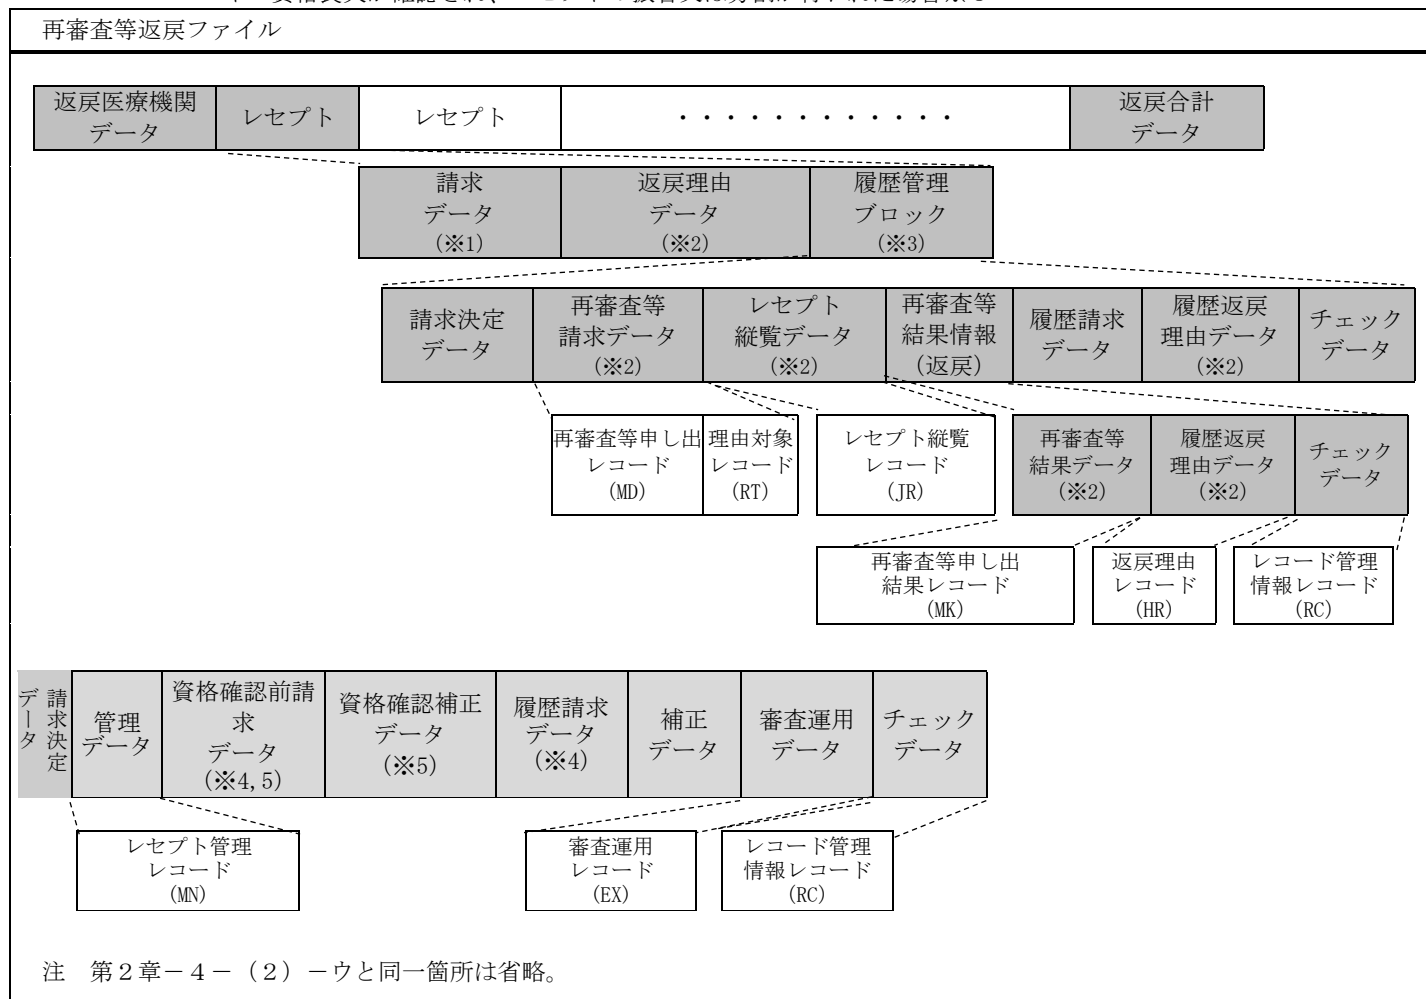 再審査等返戻ファイル
返戻医療機関
データ
レセプト
レセプト
・・・・・・・・・・・・
返戻合計
データ
請求
データ
(※1)
返戻理由
データ
(※2)
履歴管理
ブロック
(※3)
請求決定
データ
再審査等
請求データ
(※2)
レセプト
縦覧データ
(※2)
再審査等
結果情報
(返戻)
履歴請求
データ
履歴返戻
理由データ
(※2)
チェック
データ
再審査等申し出
レコード
(MD)
理由対象
レコード
(RT)
レセプト縦覧
レコード
(JR)
再審査等
結果データ
(※2)
履歴返戻
理由データ
(※2)
チェック
データ
再審査等申し出
結果レコード
(MK)
返戻理由
レコード
(HR)
レコード管理
情報レコード
(RC)
請求決定
データ
管理
データ
資格確認前請
求
データ
(※4,5)
資格確認補正
データ
(※5)
履歴請求
データ
(※4)
補正
データ
審査運用
データ
チェック
データ
レセプト管理
レコード
(MN)
審査運用
レコード
(EX)
レコード管理
情報レコード
(RC)
注　第２章－４－（２）－ウと同一箇所は省略。